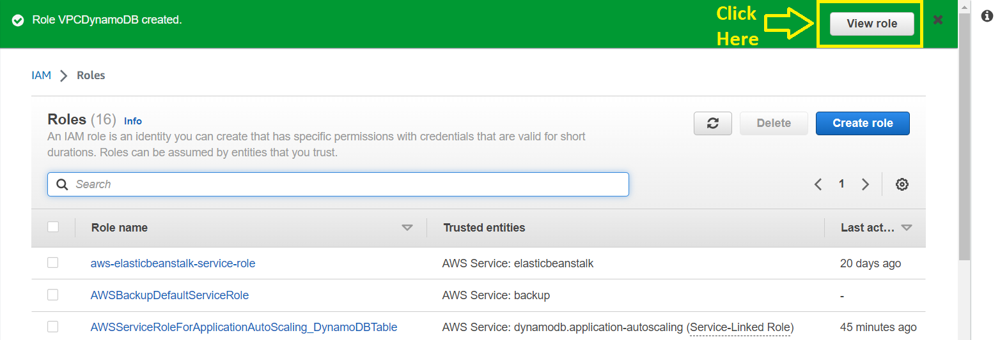 Role VPCDynamoDB created.
Click
Here
View role
IAM Roles
Roles (16) Info
An IAM role is an identity you can create that has specific permissions with credentials that are valid for short
durations. Roles can be assumed by entities that you trust.
Delete
Create role
Search
1
Role name Trusted entities Last act...
aws-elasticbeanstalk-service-role AWS Service: elasticbeanstalk 20 days ago
AWSBackupDefaultServiceRole AWS Service: backup -
AWSServiceRoleForApplicationAutoScaling_DynamoDBTable AWS Service: dynamodb.application-autoscaling (Service-Linked Role) 45 minutes ago